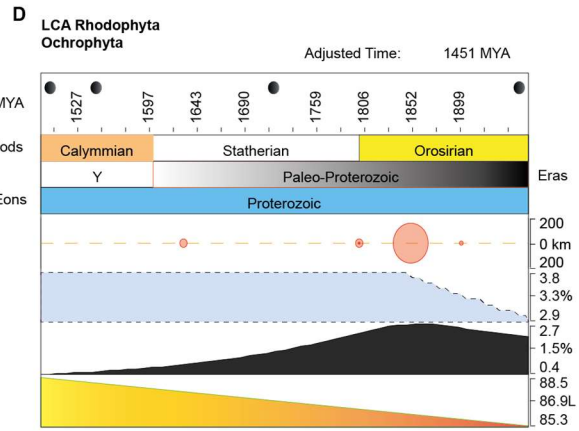 D
LCA Rhodophyta
Ochrophyta
Adjusted Time: 1451 MYA
MYA
1527 1597 1643 1690 1759 1806 1852 1899
ods
Calymmian Statherian Orosirian
Y Paleo-Proterozoic Eras
Eons
Proterozoic
200
0 km
200
3.8
3.3%
2.9
2.7
1.5%
0.4
88.5
86.9L
85.3